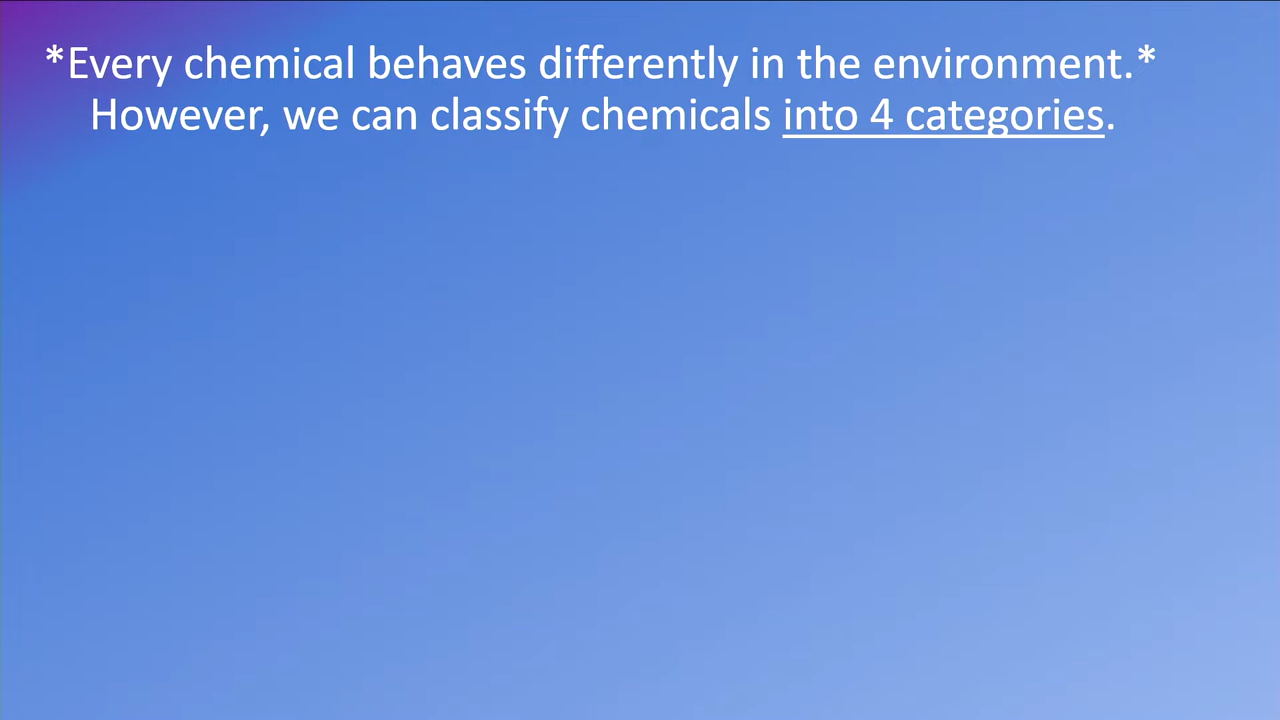 *Every chemical behaves differently in the environment.*
However, we can classify chemicals into 4 categories.